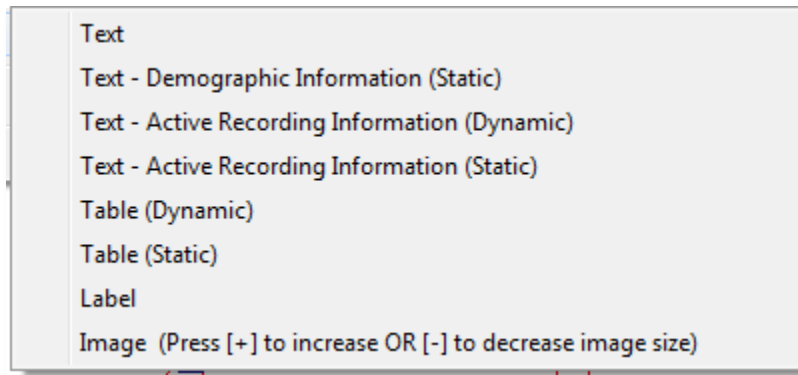 Text
Text - Demographic Information (Static)
Text - Active Recording Information (Dynamic)
Text - Active Recording Information (Static)
Table (Dynamic)
Table (Static)
Label
Image  (Press [+] to increase OR [-] to decrease image size)